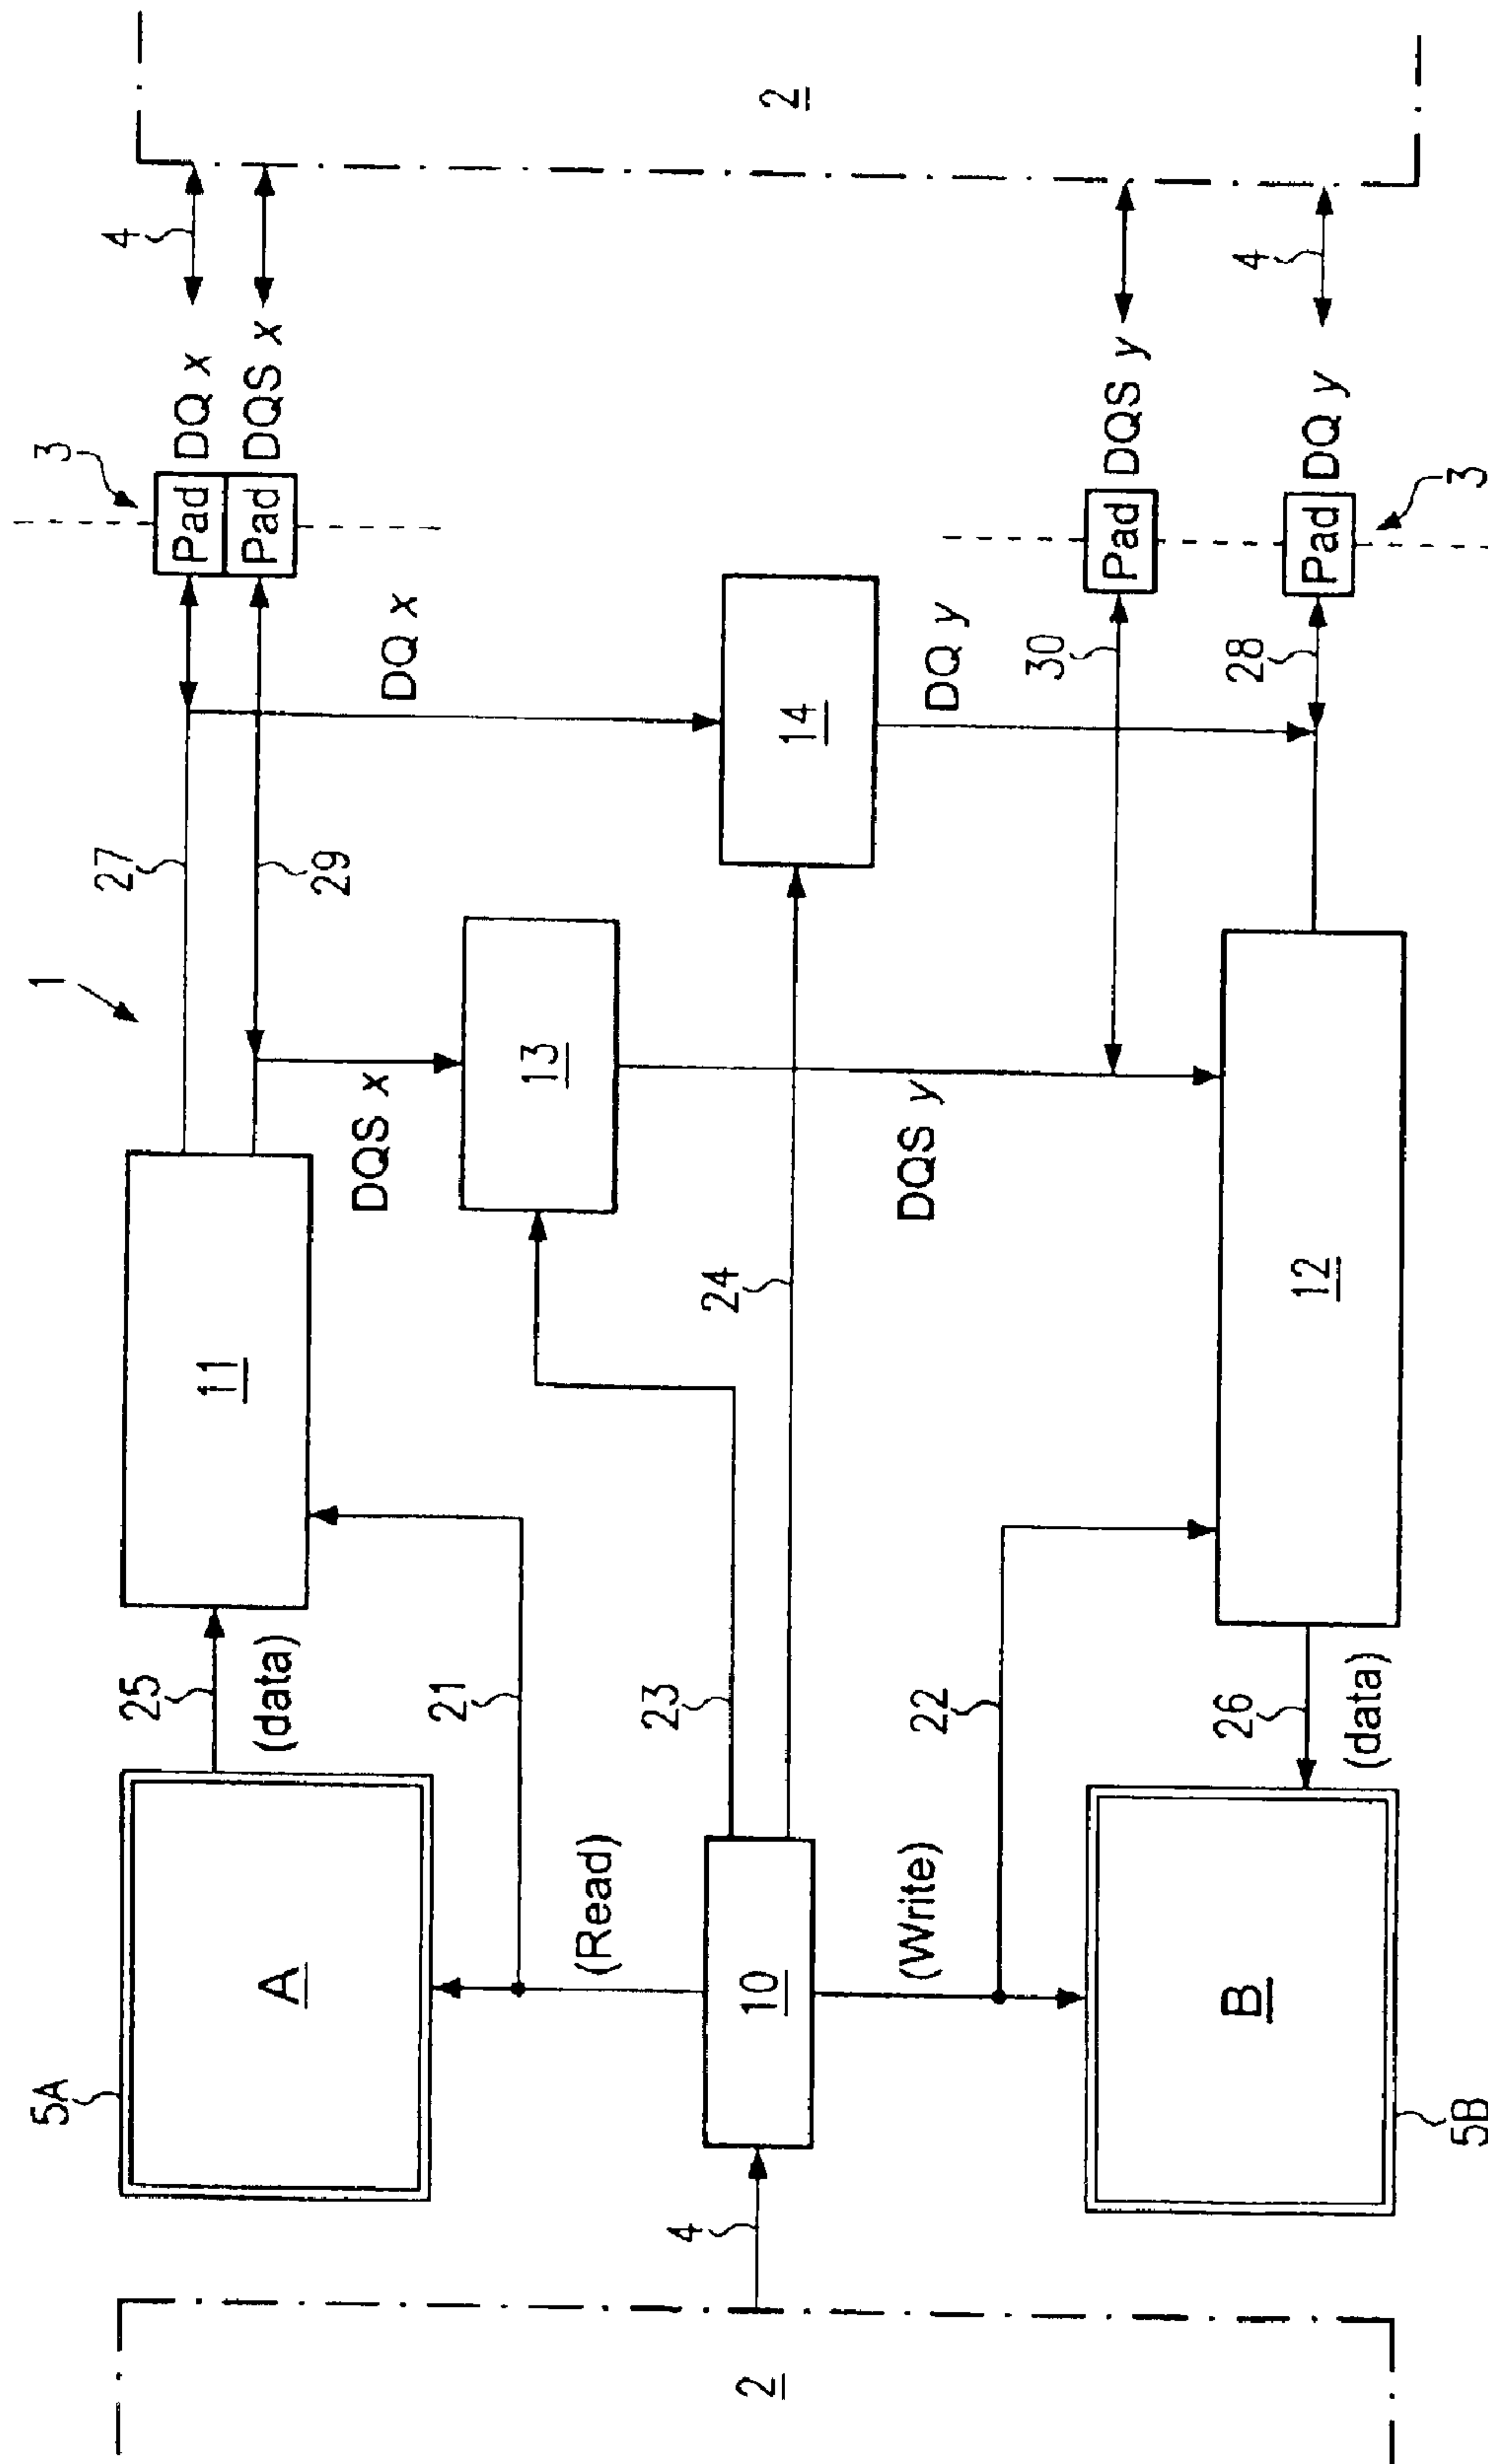 2
4
4
DQ x
DQS x
DQS y
DQ y
3
3
Pad
Pad
Pad
Pad
DQ x
DQ y
30
28
14
27
29
1
13
DQS x
DQS y
24
11
12
25
(data)
21
23
22
26
(data)
(Read)
(Write)
A
10
B
5A
5B
4
2